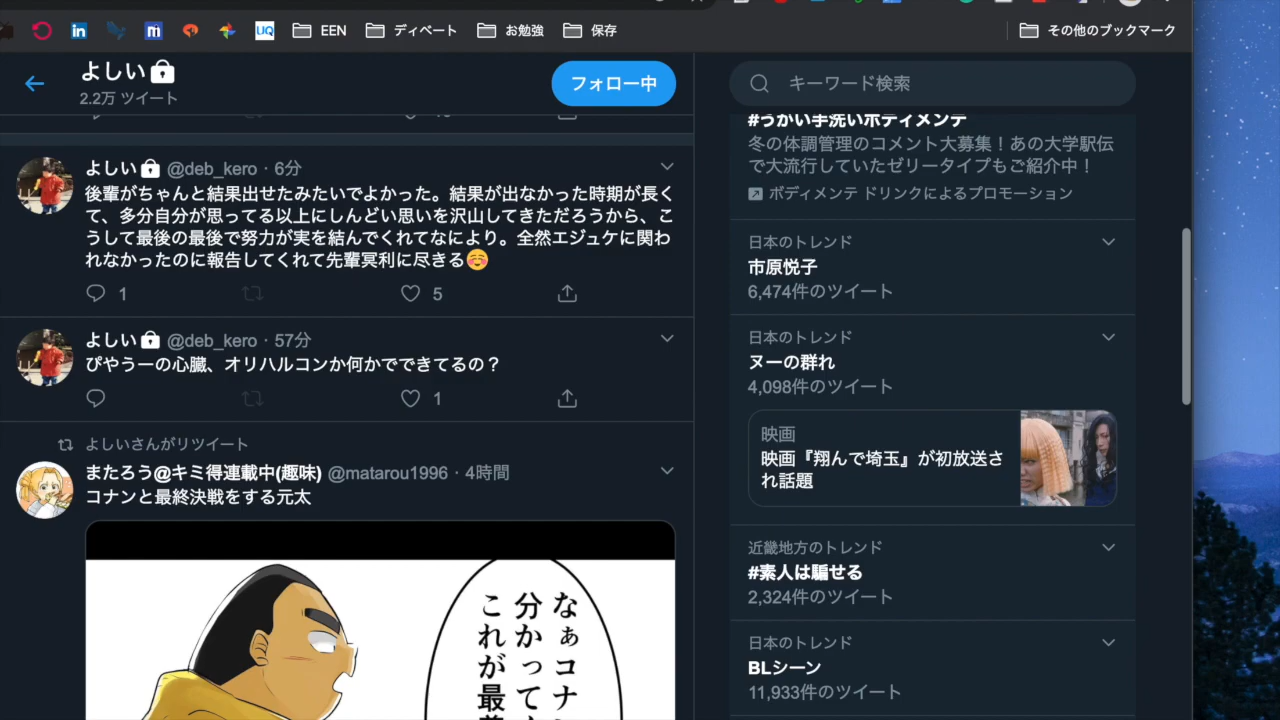 in
m
UQ
EEN
ディベート
お勉強
保存
その他のブックマーク
よしい
2.2万 ツイート
フォロー中
よしい @deb_kero · 6分
後輩がちゃんと結果出せたみたいでよかった。結果が出なかった時期が長く
て、多分自分が思ってる以上にしんどい思いを沢山してきただろうから、こ
うして最後の最後で努力が実を結んでくれてなにより。全然エジュケに関わ
れなかったのに報告してくれて先輩冥利に尽きる☺️
1
5
よしい @deb_kero · 57分
ぴやうーの心臓、オリハルコンか何かでできてるの？
1
よしいさんがリツイート
またろう@キミ得連載中(趣味) @matarou1996 · 4時間
コナンと最終決戦をする元太
なぁコナ
分かって
これが最
キーワード検索
#うがい手洗いボディメンテ
冬の体調管理のコメント大募集！あの大学駅伝
で大流行していたゼリータイプもご紹介中！
ボディメンテ ドリンクによるプロモーション
日本のトレンド
市原悦子
6,474件のツイート
日本のトレンド
ヌーの群れ
4,098件のツイート
映画
映画『翔んで埼玉』が初放送さ
れ話題
近畿地方のトレンド
#素人は騙せる
2,324件のツイート
日本のトレンド
BLシーン
11,933件のツイート